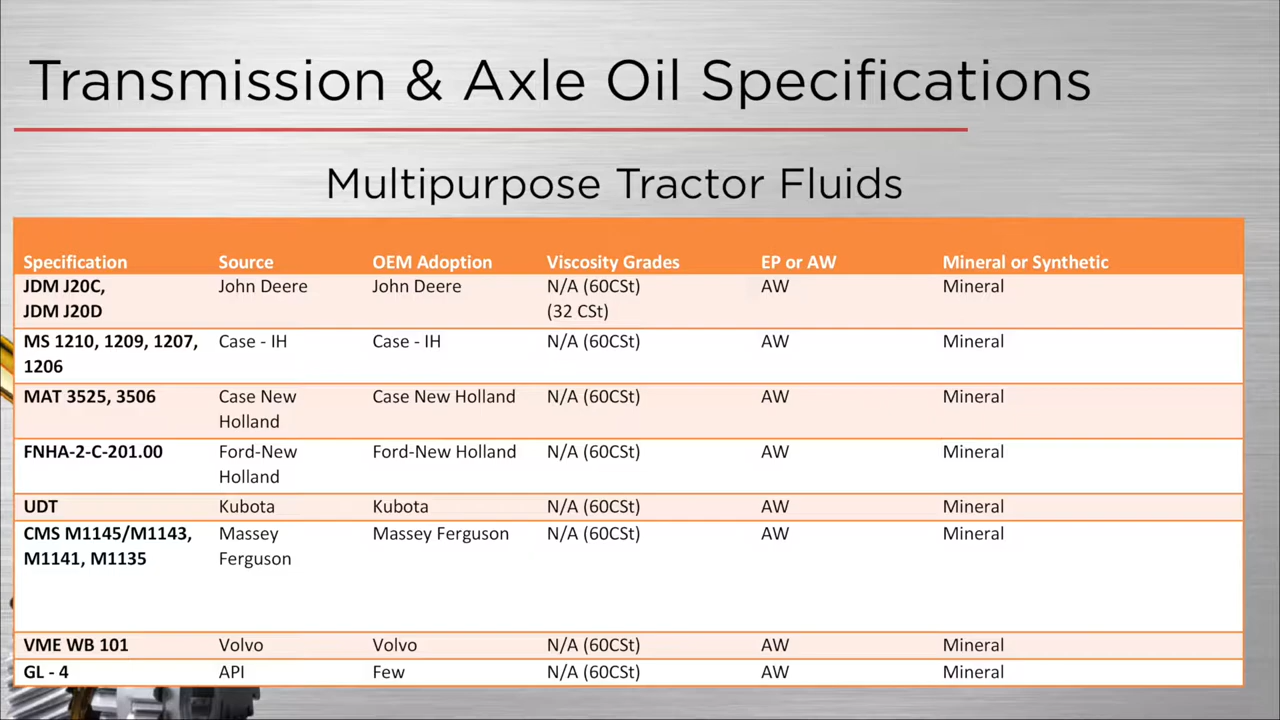 Transmission & Axle Oil Specifications
Multipurpose Tractor Fluids
Specification Source OEM Adoption Viscosity Grades EP or AW Mineral or Synthetic
JDM J20C, John Deere John Deere N/A (60CSt) AW Mineral
JDM J20D (32 CSt)
MS 1210, 1209, 1207, Case - IH Case - IH N/A (60CSt) AW Mineral
1206
MAT 3525, 3506 Case New Case New Holland N/A (60CSt) AW Mineral
Holland
FNHA-2-C-201.00 Ford-New Ford-New Holland N/A (60CSt) AW Mineral
Holland
UDT Kubota Kubota N/A (60CSt) AW Mineral
CMS M1145/M1143, Massey Massey Ferguson N/A (60CSt) AW Mineral
M1141, M1135 Ferguson
VME WB 101 Volvo Volvo N/A (60CSt) AW Mineral
GL - 4 API Few N/A (60CSt) AW Mineral